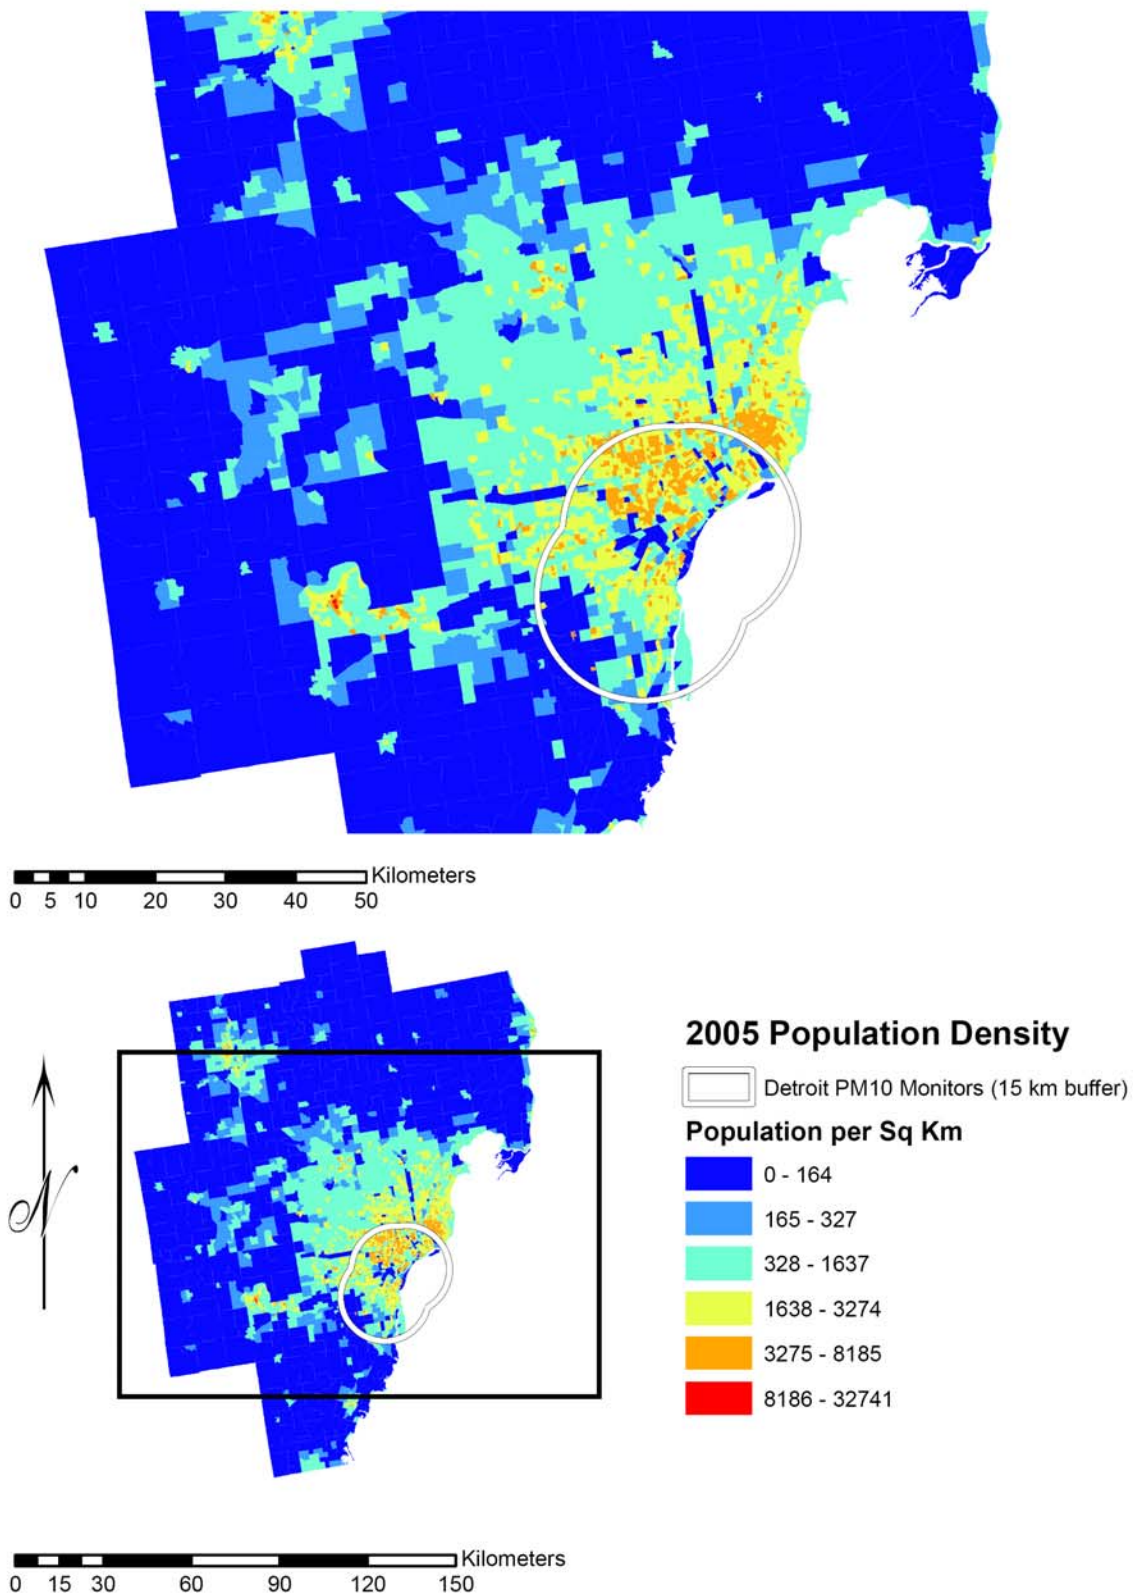 Kilometers
0 5 10 20 30 40 50
N
2005 Population Density
Detroit PM10 Monitors (15 km buffer)
Population per Sq Km
0 - 164
165 - 327
328 - 1637
1638 - 3274
3275 - 8185
8186 - 32741
Kilometers
0 15 30 60 90 120 150